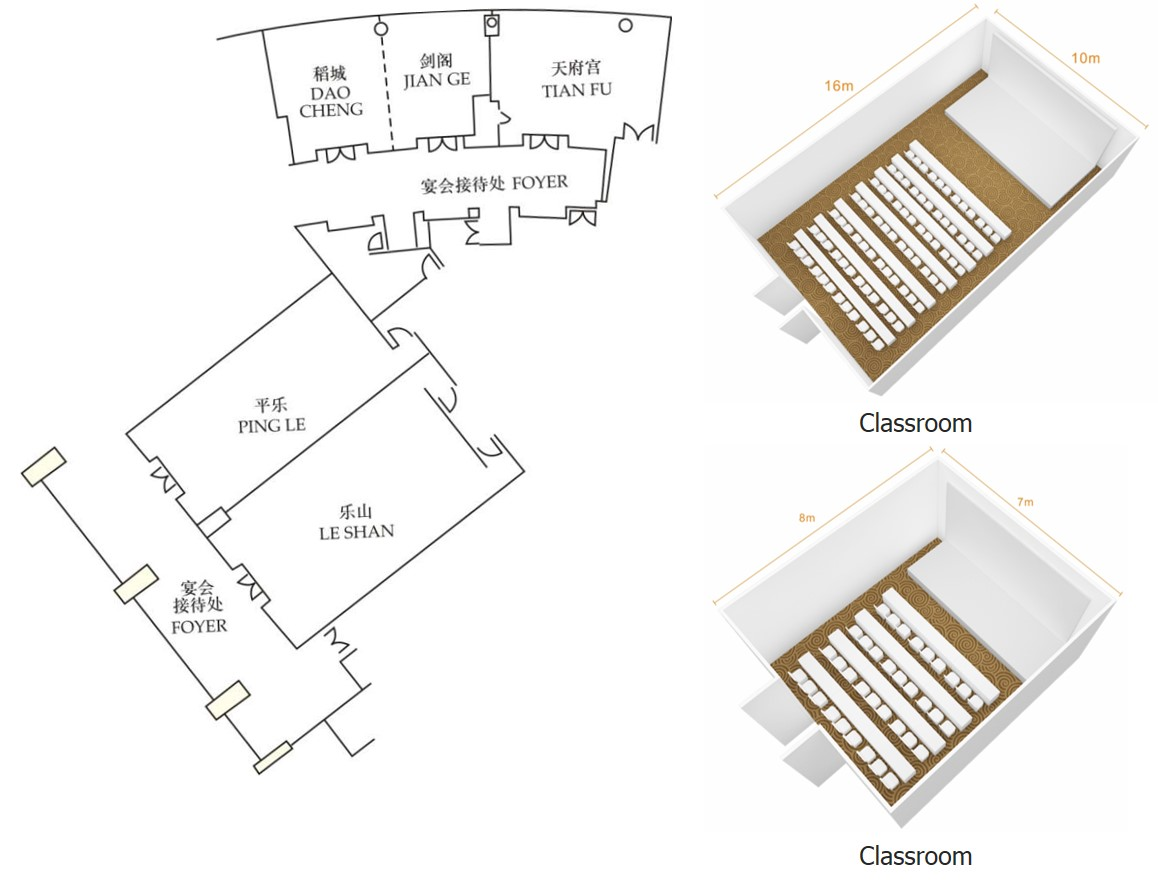 稻城
DAO
CHENG
剑阁
JIAN GE
天府宫
TIAN FU
宴会接待处 FOYER
平乐
PING LE
乐山
LE SHAN
宴会
接待处
FOYER
16m
10m
Classroom
8m
7m
Classroom